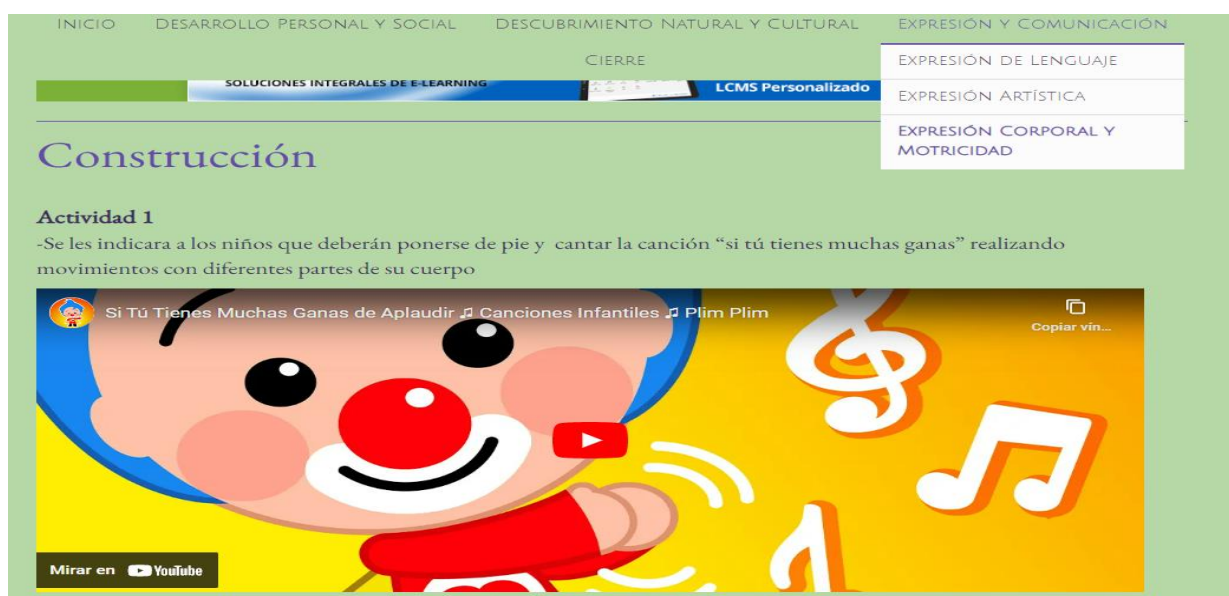 INICIO DESARROLLO PERSONAL Y SOCIAL DESCUBRIMIENTO NATURAL Y CULTURAL EXPRESIÓN Y COMUNICACIÓN
CIERRE
EXPRESIÓN DE LENGUAJE
EXPRESIÓN ARTÍSTICA
EXPRESIÓN CORPORAL Y
MOTRICIDAD
SOLUCIONES INTEGRALES DE E-LEARNING
LCMS Personalizado
Construcción
Actividad 1
-Se les indicara a los niños que deberán ponerse de pie y cantar la canción “si tú tienes muchas ganas” realizando
movimientos con diferentes partes de su cuerpo
Si Tú Tienes Muchas Ganas de Aplaudir ♫ Canciones Infantiles ♫ Plim Plim
Copiar vín...
Mirar en YouTube